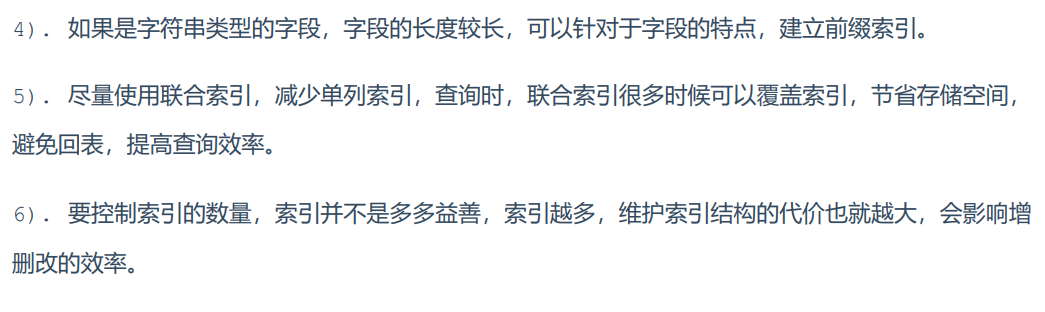 4). 如果是字符串类型的字段，字段的长度较长，可以针对于字段的特点，建立前缀索引。
5). 尽量使用联合索引，减少单列索引，查询时，联合索引很多时候可以覆盖索引，节省存储空间，
避免回表，提高查询效率。
6). 要控制索引的数量，索引并不是多多益善，索引越多，维护索引结构的代价也就越大，会影响增
删改的效率。